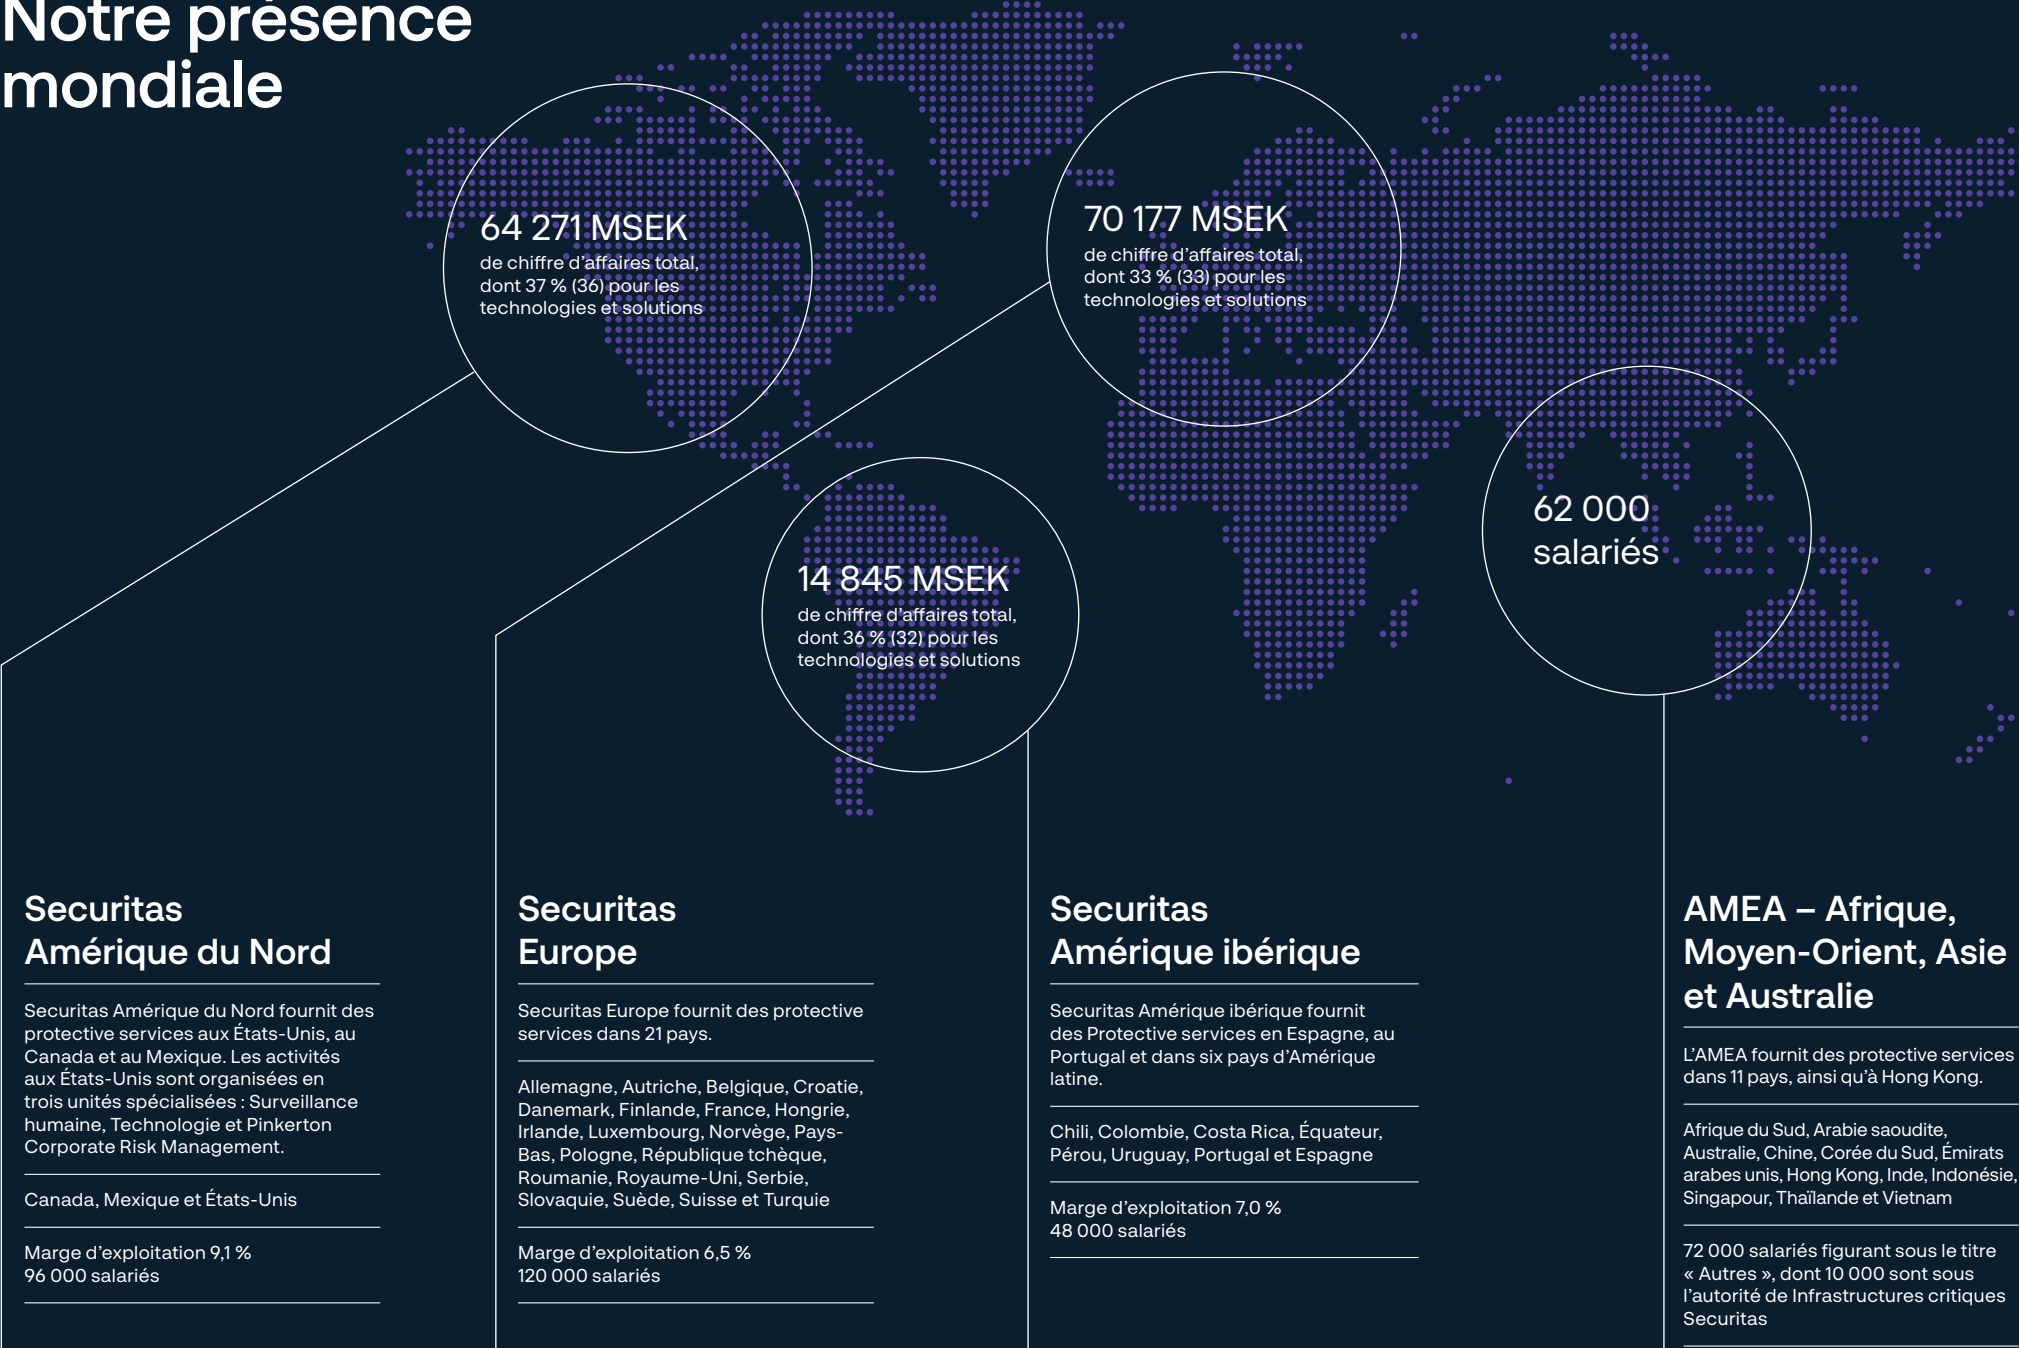 Notre présence
mondiale
64 271 MSEK
de chiffre d’affaires total,
dont 37 % (36) pour les
technologies et solutions
70 177 MSEK
de chiffre d’affaires total,
dont 33 % (33) pour les
technologies et solutions
14 845 MSEK
de chiffre d’affaires total,
dont 36 % (32) pour les
technologies et solutions
62 000
salariés
Securitas
Amérique du Nord
Securitas Amérique du Nord fournit des
protective services aux États-Unis, au
Canada et au Mexique. Les activités
aux États-Unis sont organisées en
trois unités spécialisées : Surveillance
humaine, Technologie et Pinkerton
Corporate Risk Management.
Canada, Mexique et États-Unis
Marge d’exploitation 9,1 %
96 000 salariés
Securitas
Europe
Securitas Europe fournit des protective
services dans 21 pays.
Allemagne, Autriche, Belgique, Croatie,
Danemark, Finlande, France, Hongrie,
Irlande, Luxembourg, Norvège, Pays-
Bas, Pologne, République tchèque,
Roumanie, Royaume-Uni, Serbie,
Slovaquie, Suède, Suisse et Turquie
Marge d’exploitation 6,5 %
120 000 salariés
Securitas
Amérique ibérique
Securitas Amérique ibérique fournit
des Protective services en Espagne, au
Portugal et dans six pays d’Amérique
latine.
Chili, Colombie, Costa Rica, Équateur,
Pérou, Uruguay, Portugal et Espagne
Marge d’exploitation 7,0 %
48 000 salariés
AMEA – Afrique,
Moyen-Orient, Asie
et Australie
L’AMEA fournit des protective services
dans 11 pays, ainsi qu’à Hong Kong.
Afrique du Sud, Arabie saoudite,
Australie, Chine, Corée du Sud, Émirats
arabes unis, Hong Kong, Inde, Indonésie,
Singapour, Thaïlande et Vietnam
72 000 salariés figurant sous le titre
« Autres », dont 10 000 sont sous
l’autorité de Infrastructures critiques
Securitas